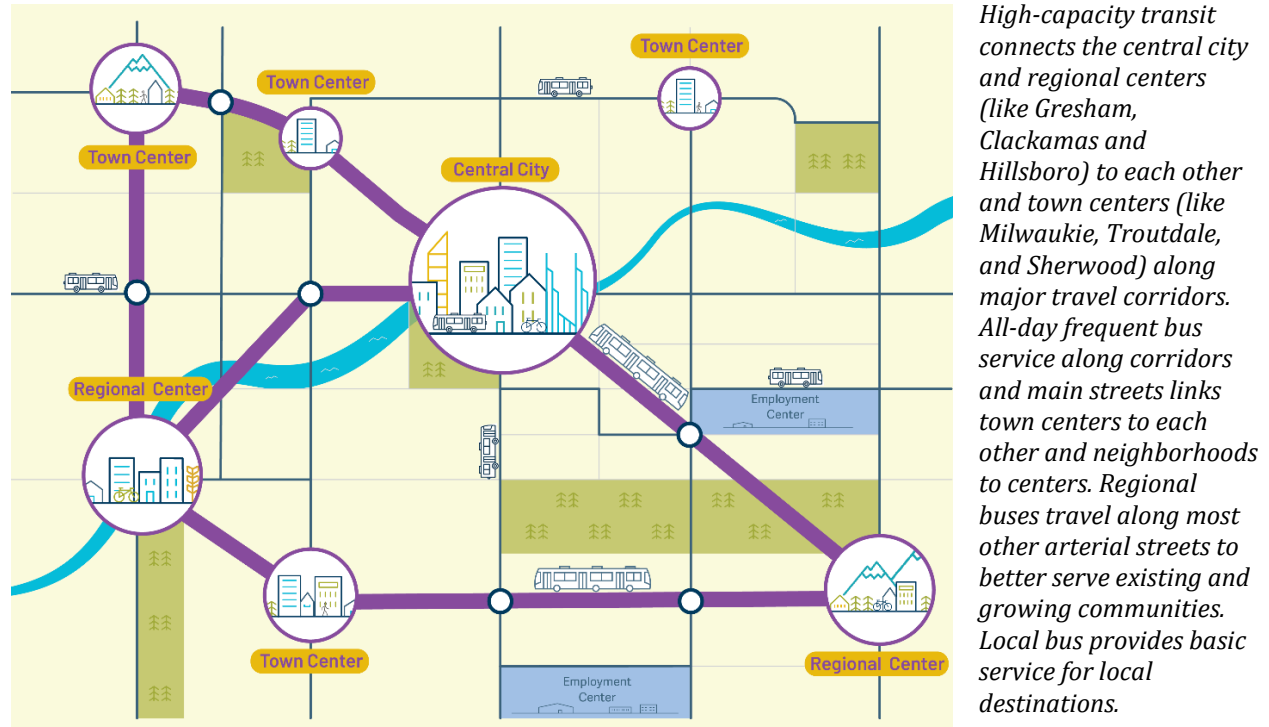 Town Center
Town Center
Town Center
Central City
Regional Center
Employment
Center
Town Center
Regional Center
Employment
Center
High-capacity transit
connects the central city
and regional centers
(like Gresham,
Clackamas and
Hillsboro) to each other
and town centers (like
Milwaukie, Troutdale,
and Sherwood) along
major travel corridors.
All-day frequent bus
service along corridors
and main streets links
town centers to each
other and neighborhoods
to centers. Regional
buses travel along most
other arterial streets to
better serve existing and
growing communities.
Local bus provides basic
service for local
destinations.